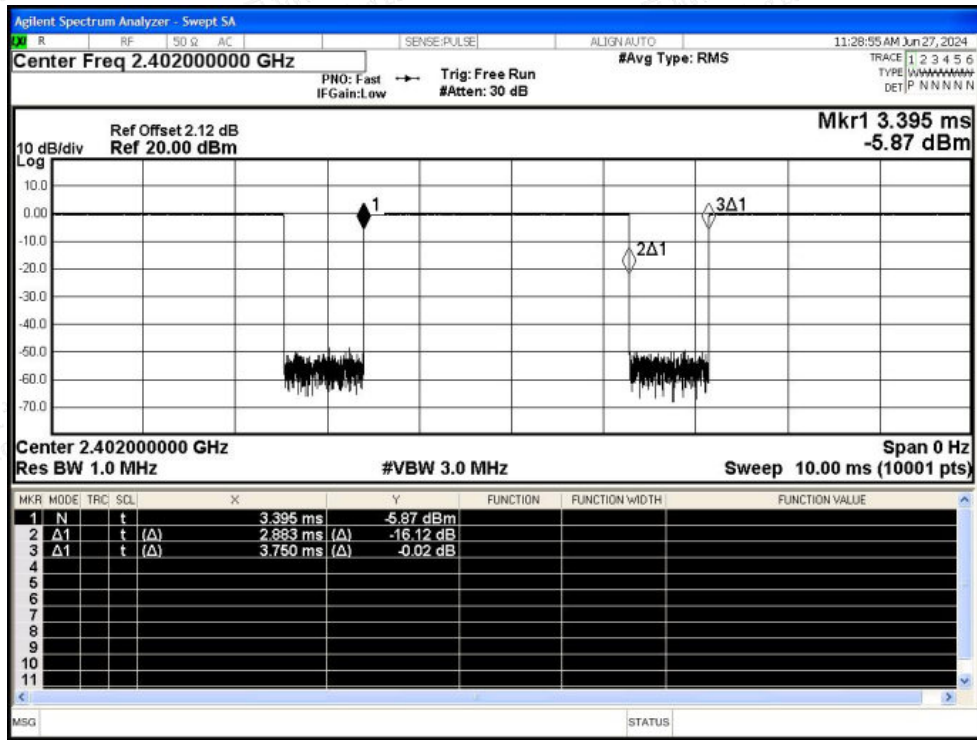 Agilent Spectrum Analyzer - Swept SA
R RF 50 Ω AC SENSE:PULSE ALIGN AUTO 11:28:55 AM Jun 27, 2024
Center Freq 2.402000000 GHz #Avg Type: RMS TRACE 1 2 3 4 5 6
PNO: Fast Trig: Free Run TYPE
IFGain:Low #Atten: 30 dB DET P N N N N N
Mkr1 3.395 ms
Ref Offset 2.12 dB
10 dB/div Ref 20.00 dBm -5.87 dBm
Log
10.0
0.00
-10.0
-20.0
-30.0
-40.0
-50.0
-60.0
-70.0
1
2Δ1
3Δ1
Center 2.402000000 GHz Span 0 Hz
Res BW 1.0 MHz #VBW 3.0 MHz Sweep 10.00 ms (10001 pts)
MKR MODE TRC SCL X Y FUNCTION FUNCTION WIDTH FUNCTION VALUE
1 N t 3.395 ms -5.87 dBm
2 Δ1 t (Δ) 2.883 ms (Δ) -16.12 dB
3 Δ1 t (Δ) 3.750 ms (Δ) -0.02 dB
4
5
6
7
8
9
10
11
MSG STATUS